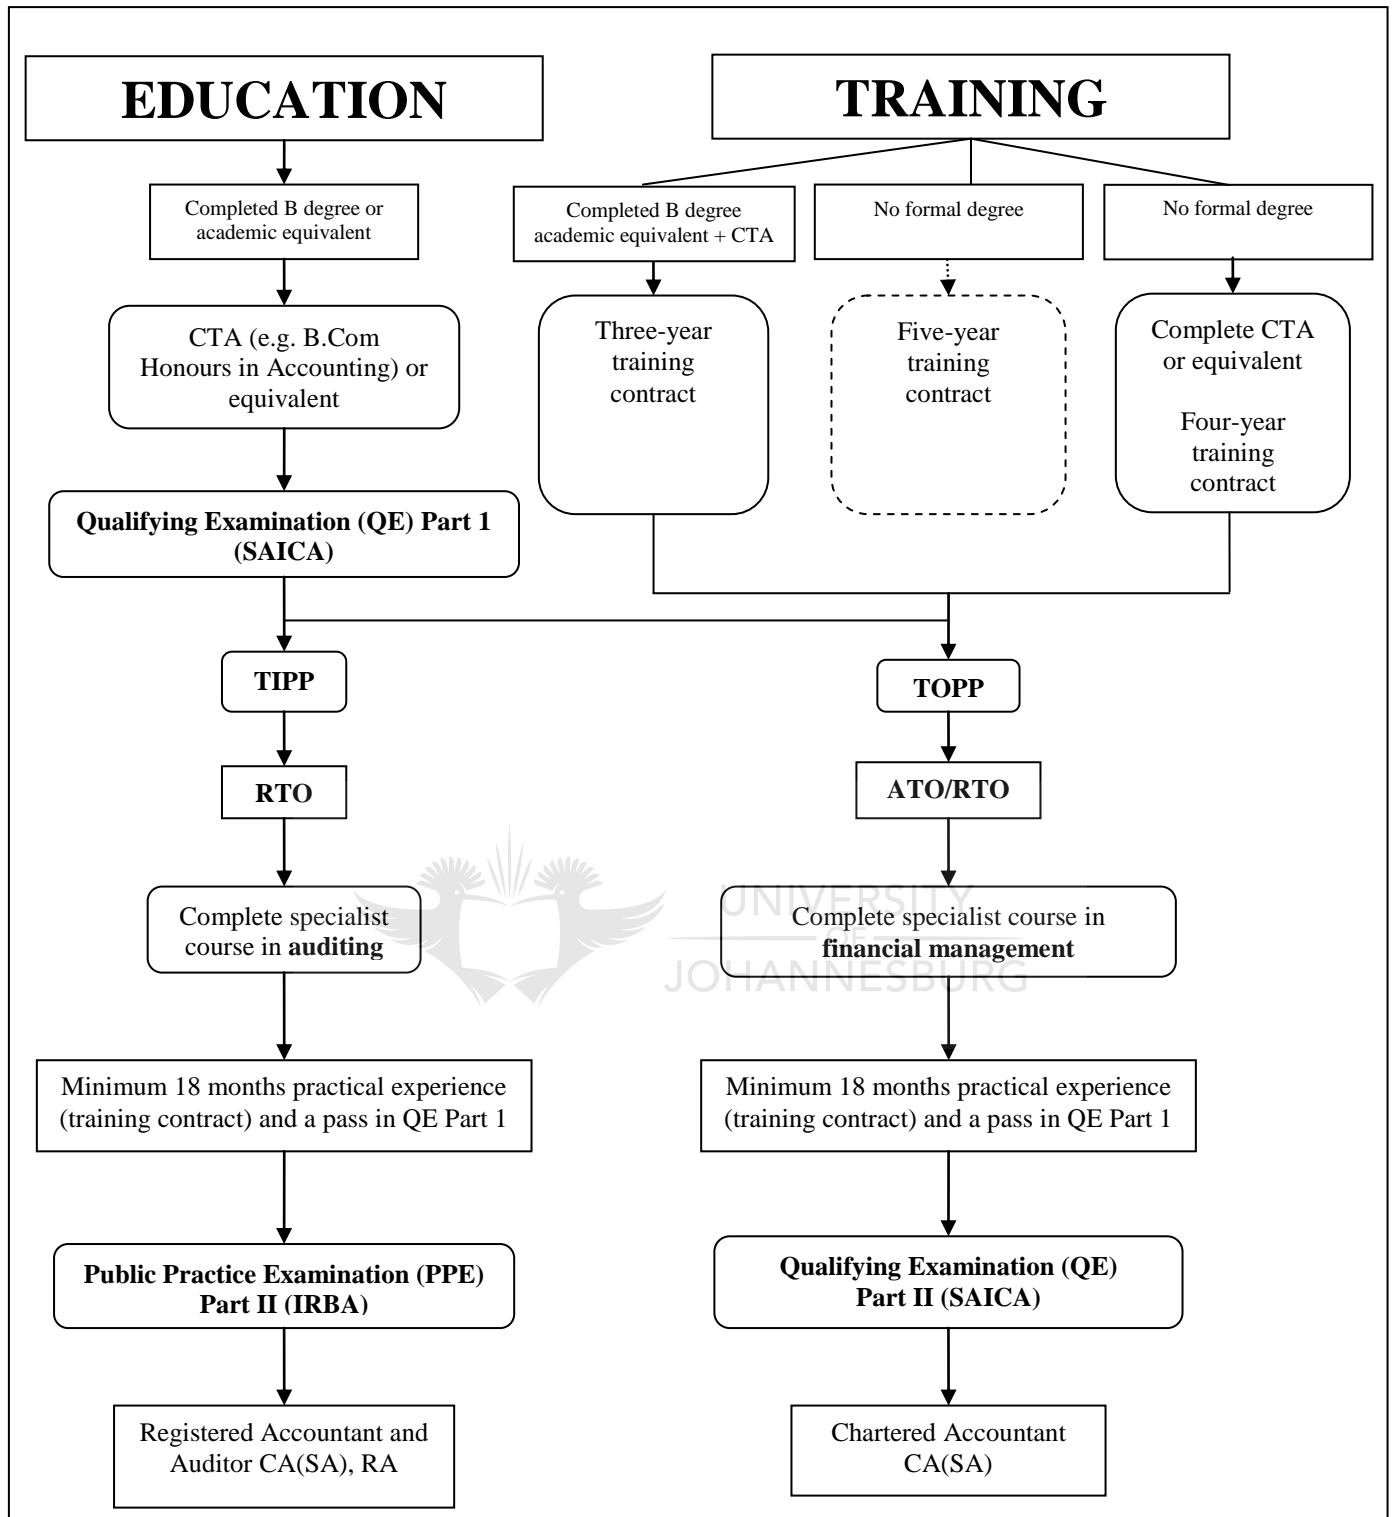 EDUCATION
TRAINING
Completed B degree or
academic equivalent
Completed B degree
academic equivalent + CTA
No formal degree
No formal degree
CTA (e.g. B.Com
Honours in Accounting) or
equivalent
Three-year
training
contract
Five-year
training
contract
Complete CTA
or equivalent
Four-year
training
contract
Qualifying Examination (QE) Part 1
(SAICA)
TIPP
TOPP
RTO
ATO/RTO
Complete specialist
course in auditing
Complete specialist course in
financial management
UNIVERSITY
OF
JOHANNESBURG
Minimum 18 months practical experience
(training contract) and a pass in QE Part 1
Minimum 18 months practical experience
(training contract) and a pass in QE Part 1
Public Practice Examination (PPE)
Part II (IRBA)
Qualifying Examination (QE)
Part II (SAICA)
Registered Accountant and
Auditor CA(SA), RA
Chartered Accountant
CA(SA)